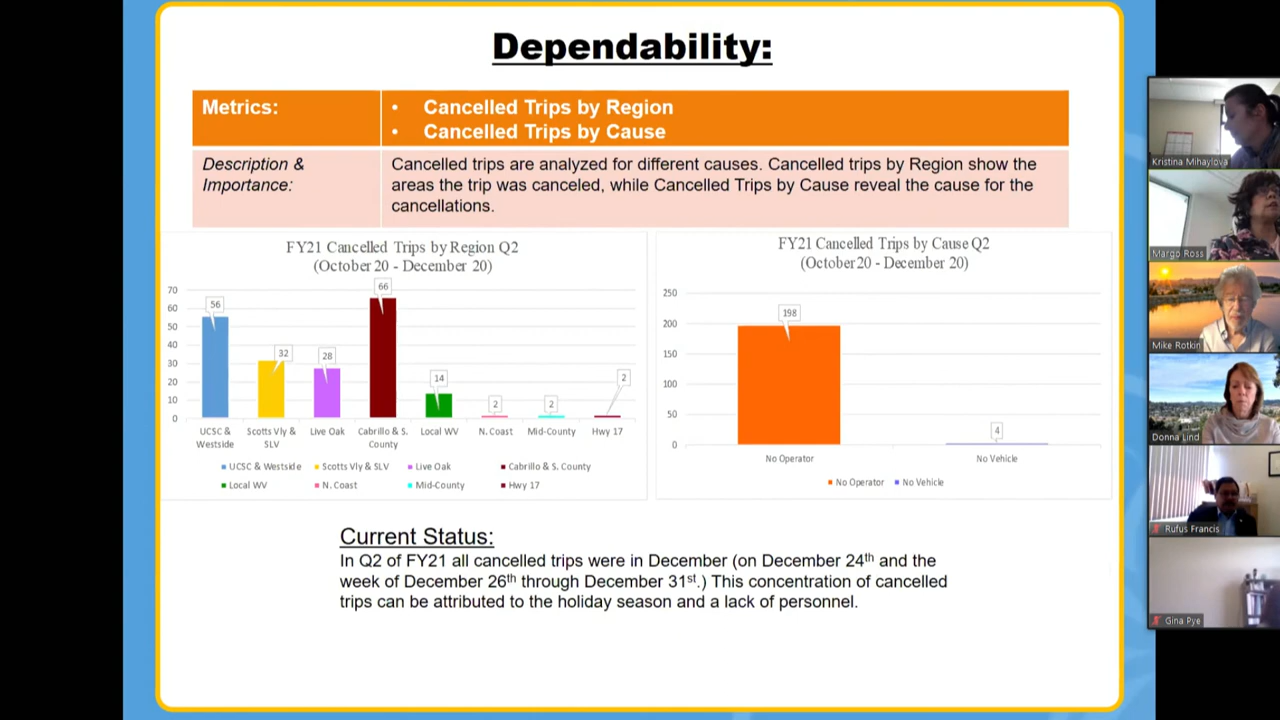 Dependability:
Metrics:
• Cancelled Trips by Region
• Cancelled Trips by Cause
Description &
Importance:
Cancelled trips are analyzed for different causes. Cancelled trips by Region show the
areas the trip was canceled, while Cancelled Trips by Cause reveal the cause for the
cancellations.
FY21 Cancelled Trips by Region Q2
(October 20 - December 20)
70
60
50
40
30
20
10
0
56
32
28
66
14
2
2
2
UCSC &
Westside
Scotts Vly &
SLV
Live Oak
Cabrillo & S.
County
Local WV
N. Coast
Mid-County
Hwy 17
UCSC & Westside
Scotts Vly & SLV
Live Oak
Cabrillo & S. County
Local WV
N. Coast
Mid-County
Hwy 17
FY21 Cancelled Trips by Cause Q2
(October 20 - December 20)
250
200
150
100
50
0
198
4
No Operator
No Vehicle
No Operator
No Vehicle
Current Status:
In Q2 of FY21 all cancelled trips were in December (on December 24th and the
week of December 26th through December 31st.) This concentration of cancelled
trips can be attributed to the holiday season and a lack of personnel.
Kristina Mihaylova
Margo Ross
Mike Rotkin
Donna Lind
Rufus Francis
Gina Pye